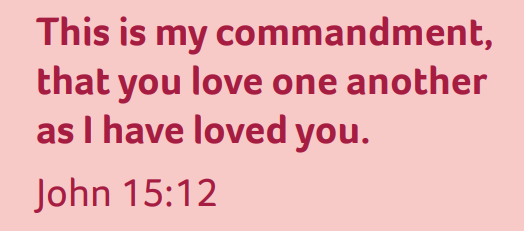 This is my commandment,
that you love one another
as I have loved you.
John 15:12